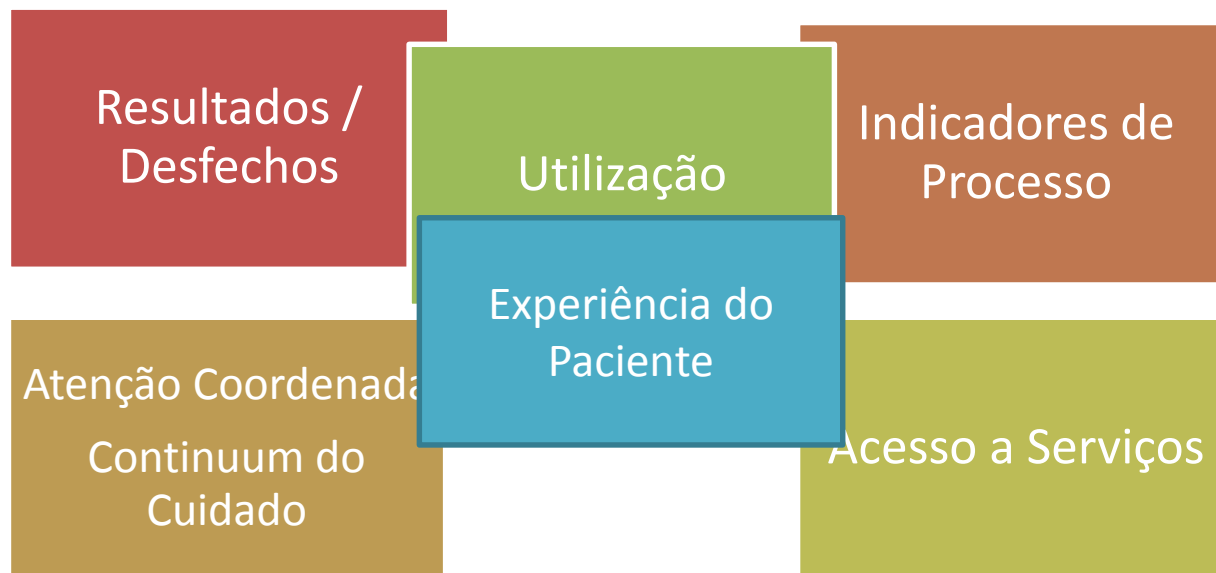 Resultados /
Desfechos
Utilização
Indicadores de
Processo
Experiência do
Paciente
Atenção Coordenada
Continuum do
Cuidado
Acesso a Serviços